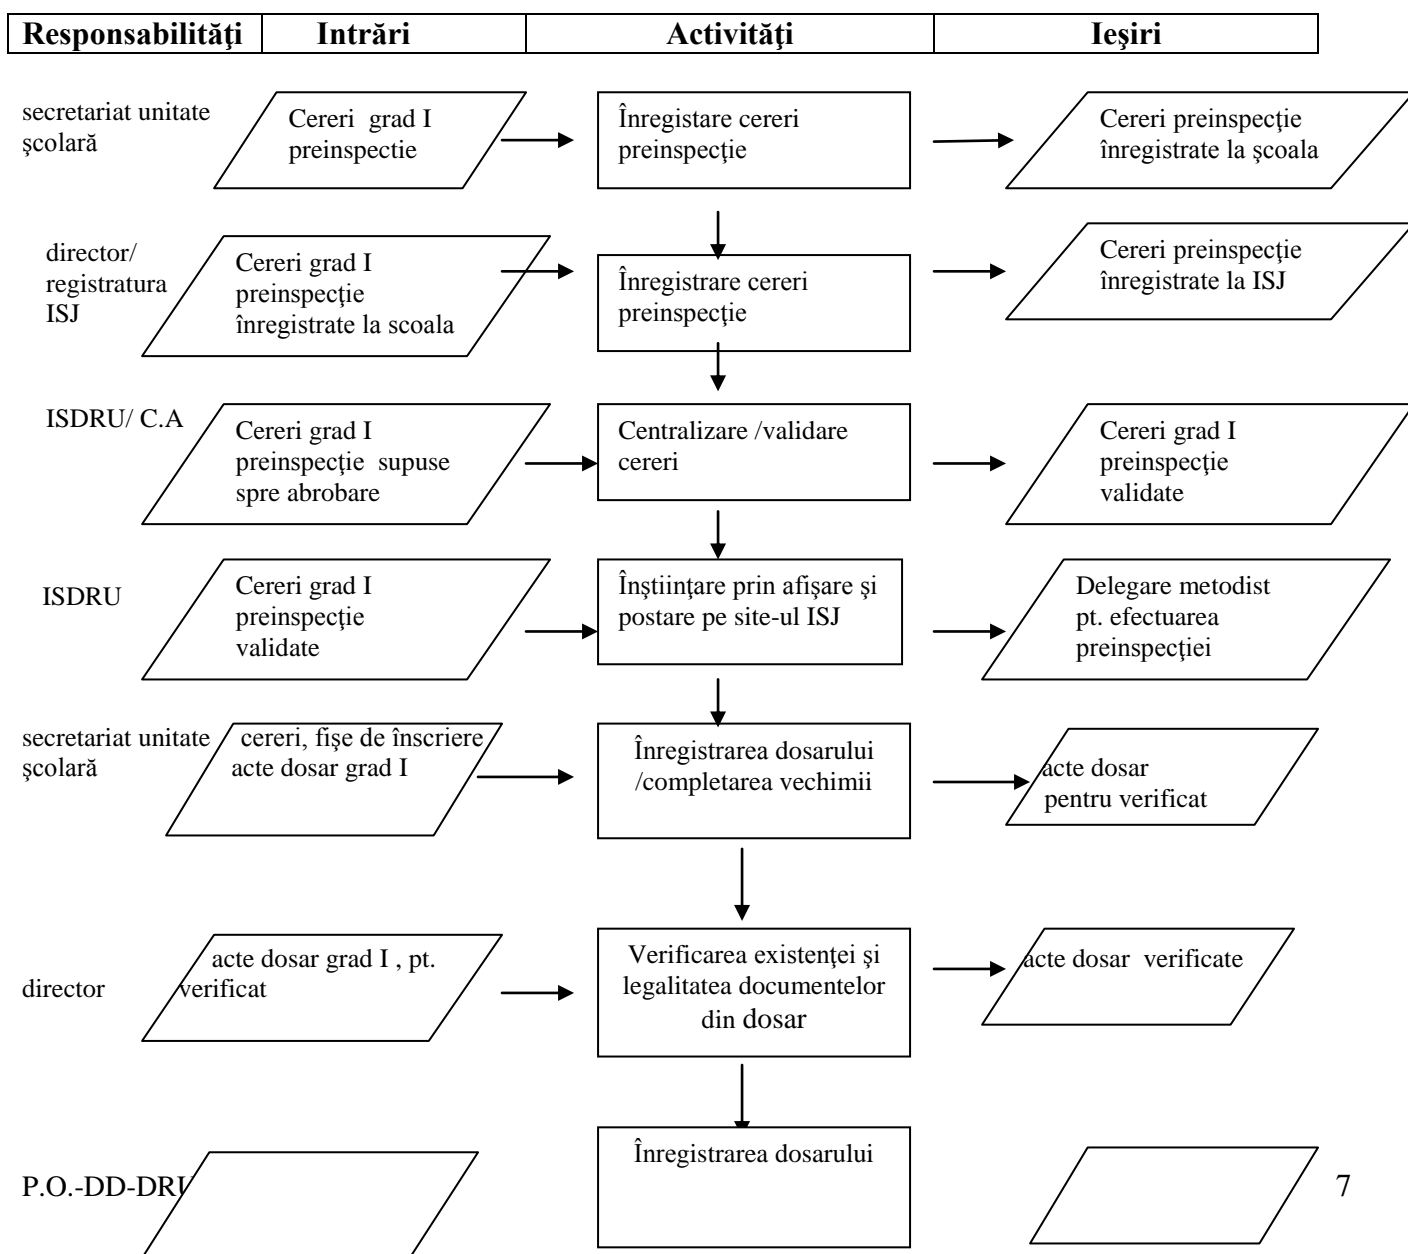 Responsabilităţi Intrări Activităţi Ieşiri
secretariat unitate
şcolară
Cereri grad I
preinspectie
Înregistare cereri
preinspecţie
Cereri preinspecţie
înregistrate la şcoala
director/
registratura
ISJ
Cereri grad I
preinspecţie
înregistrate la scoala
Înregistrare cereri
preinspecţie
Cereri preinspecţie
înregistrate la ISJ
ISDRU/ C.A
Cereri grad I
preinspecţie supuse
spre abrobare
Centralizare /validare
cereri
Cereri grad I
preinspecţie
validate
ISDRU
Cereri grad I
preinspecţie
validate
Înştiinţare prin afişare şi
postare pe site-ul ISJ
Delegare metodist
pt. efectuarea
preinspecţiei
secretariat unitate
şcolară
cereri, fişe de înscriere
acte dosar grad I
Înregistrarea dosarului
/completarea vechimii
acte dosar
pentru verificat
director
acte dosar grad I , pt.
verificat
Verificarea existenţei şi
legalitatea documentelor
din dosar
acte dosar verificate
Înregistrarea dosarului
P.O.-DD-DRU
7